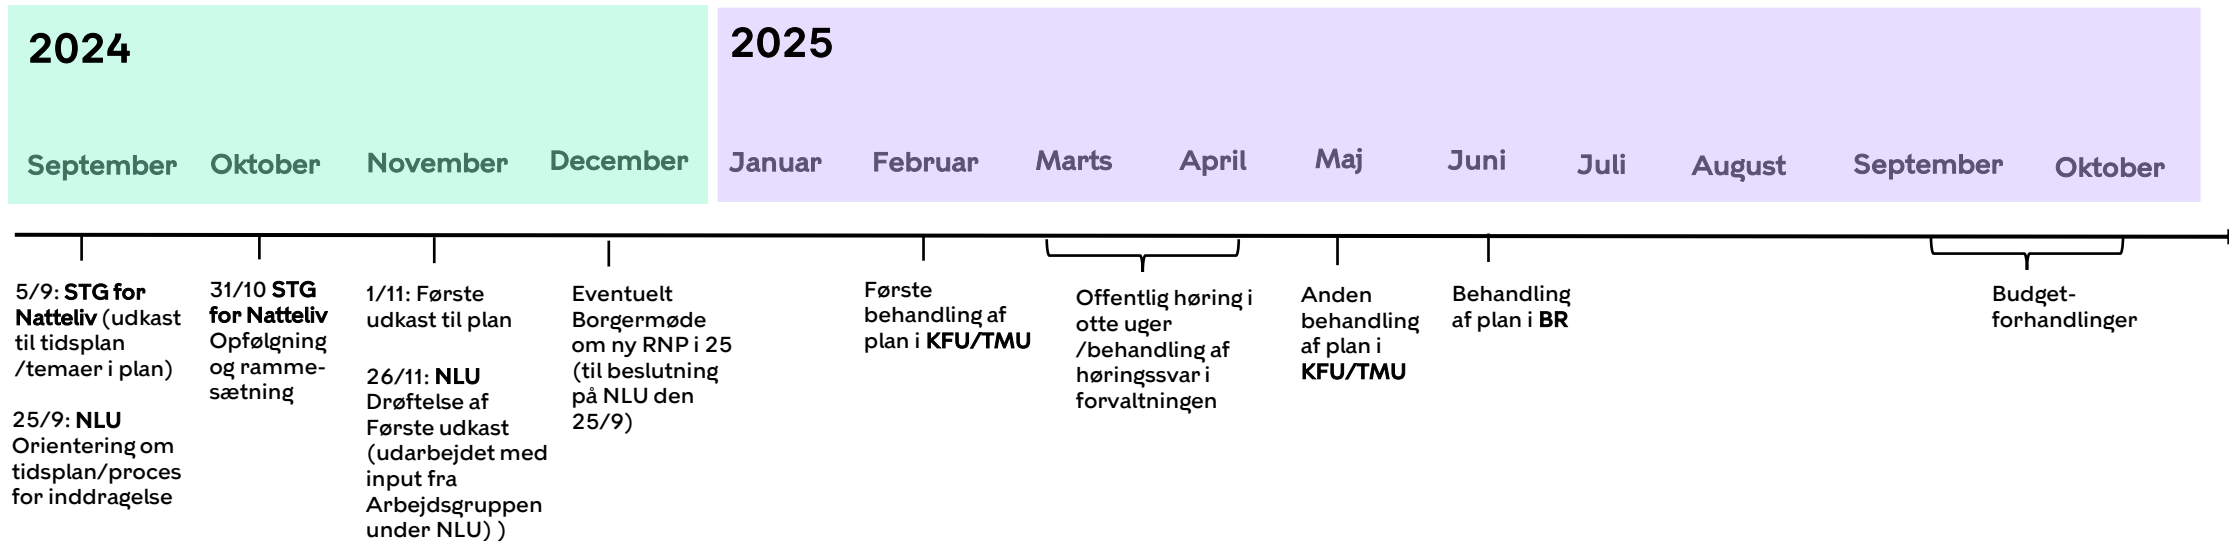 2024
2025
September
Oktober
November
December
Januar
Februar
Marts
April
Maj
Juni
Juli
August
September
Oktober
5/9: STG for
Natteliv (udkast
til tidsplan
/temaer i plan)
25/9: NLU
Orientering om
tidsplan/proces
for inddragelse
31/10 STG
for Natteliv
Opfølgning
og ramme-
sætning
1/11: Første
udkast til plan
26/11: NLU
Drøftelse af
Første udkast
(udarbejdet med
input fra
Arbejdsgruppen
under NLU) )
Eventuelt
Borgermøde
om ny RNP i 25
(til beslutning
på NLU den
25/9)
Første
behandling af
plan i KFU/TMU
Offentlig høring i
otte uger
/behandling af
høringssvar i
forvaltningen
Anden
behandling
af plan i
KFU/TMU
Behandling
af plan i BR
Budget-
forhandlinger